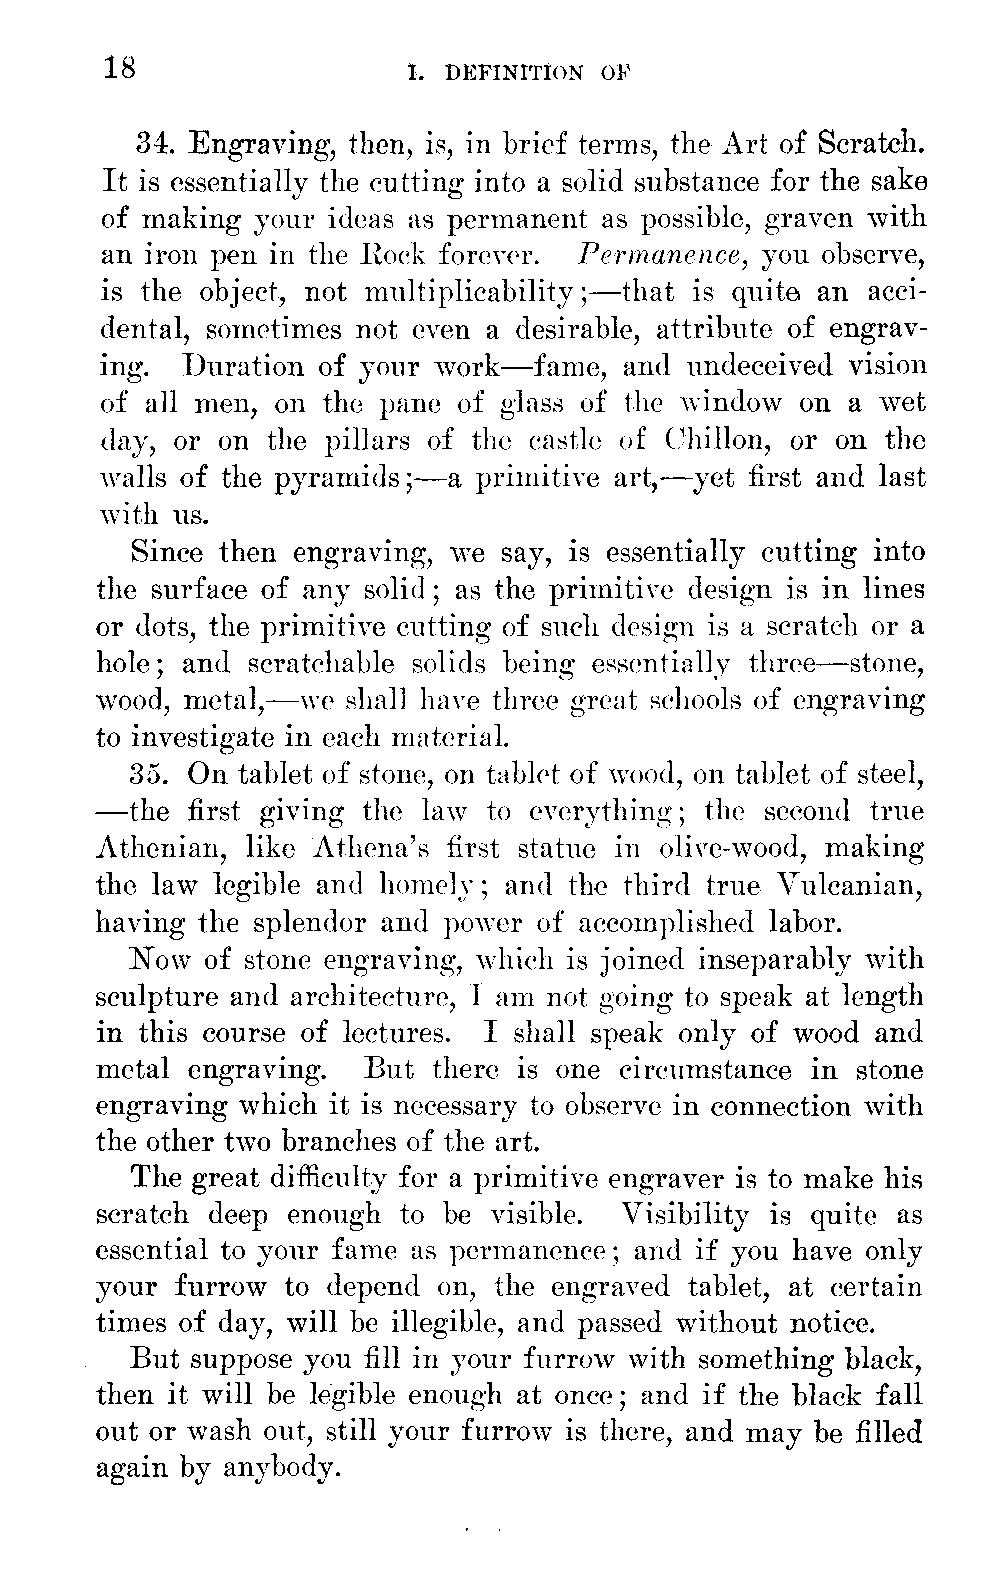 18
I. DEFINITION OF
34. Engraving, then, is, in brief terms, the Art of Scratch.
It is essentially the cutting into a solid substance for the sake
of making your ideas as permanent as possible, graven with
an iron pen in the Rock forever. Permanence, you observe,
is the object, not multiplicability;—that is quite an acci-
dental, sometimes not even a desirable, attribute of engrav-
ing. Duration of your work—fame, and undeceived vision
of all men, on the pane of glass of the window on a wet
day, or on the pillars of the castle of Chillon, or on the
walls of the pyramids;—a primitive art,—yet first and last
with us.
Since then engraving, we say, is essentially cutting into
the surface of any solid; as the primitive design is in lines
or dots, the primitive cutting of such design is a scratch or a
hole; and scratchable solids being essentially three—stone,
wood, metal,—we shall have three great schools of engraving
to investigate in each material.
35. On tablet of stone, on tablet of wood, on tablet of steel,
—the first giving the law to everything; the second true
Athenian, like Athena's first statue in olive-wood, making
the law legible and homely; and the third true Vulcanian,
having the splendor and power of accomplished labor.
Now of stone engraving, which is joined inseparably with
sculpture and architecture, I am not going to speak at length
in this course of lectures. I shall speak only of wood and
metal engraving. But there is one circumstance in stone
engraving which it is necessary to observe in connection with
the other two branches of the art.
The great difficulty for a primitive engraver is to make his
scratch deep enough to be visible. Visibility is quite as
essential to your fame as permanence; and if you have only
your furrow to depend on, the engraved tablet, at certain
times of day, will be illegible, and passed without notice.
But suppose you fill in your furrow with something black,
then it will be legible enough at once; and if the black fall
out or wash out, still your furrow is there, and may be filled
again by anybody.